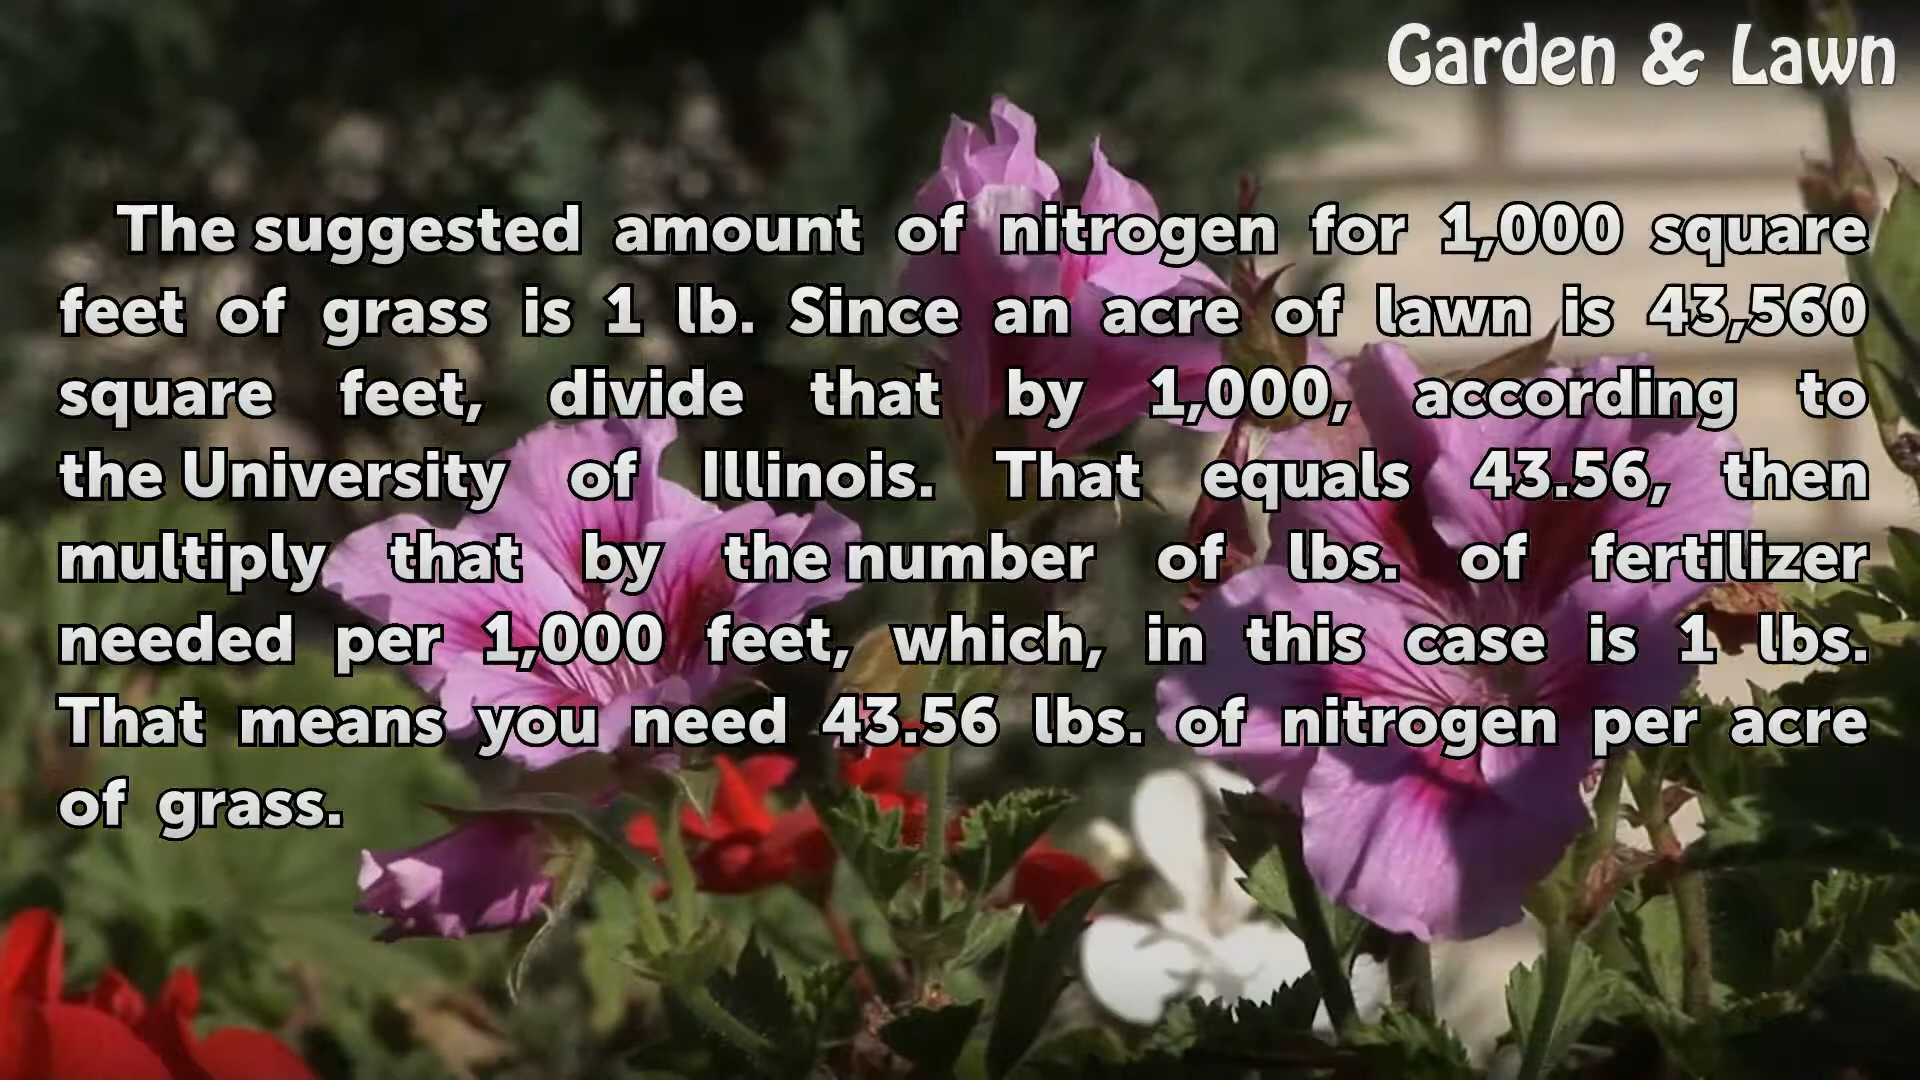 Garden & Lawn
The suggested amount of nitrogen for 1,000 square
feet of grass is 1 lb. Since an acre of lawn is 43,560
square feet, divide that by 1,000, according to
the University of Illinois. That equals 43.56, then
multiply that by the number of lbs. of fertilizer
needed per 1,000 feet, which, in this case is 1 lbs.
That means you need 43.56 lbs. of nitrogen per acre
of grass.